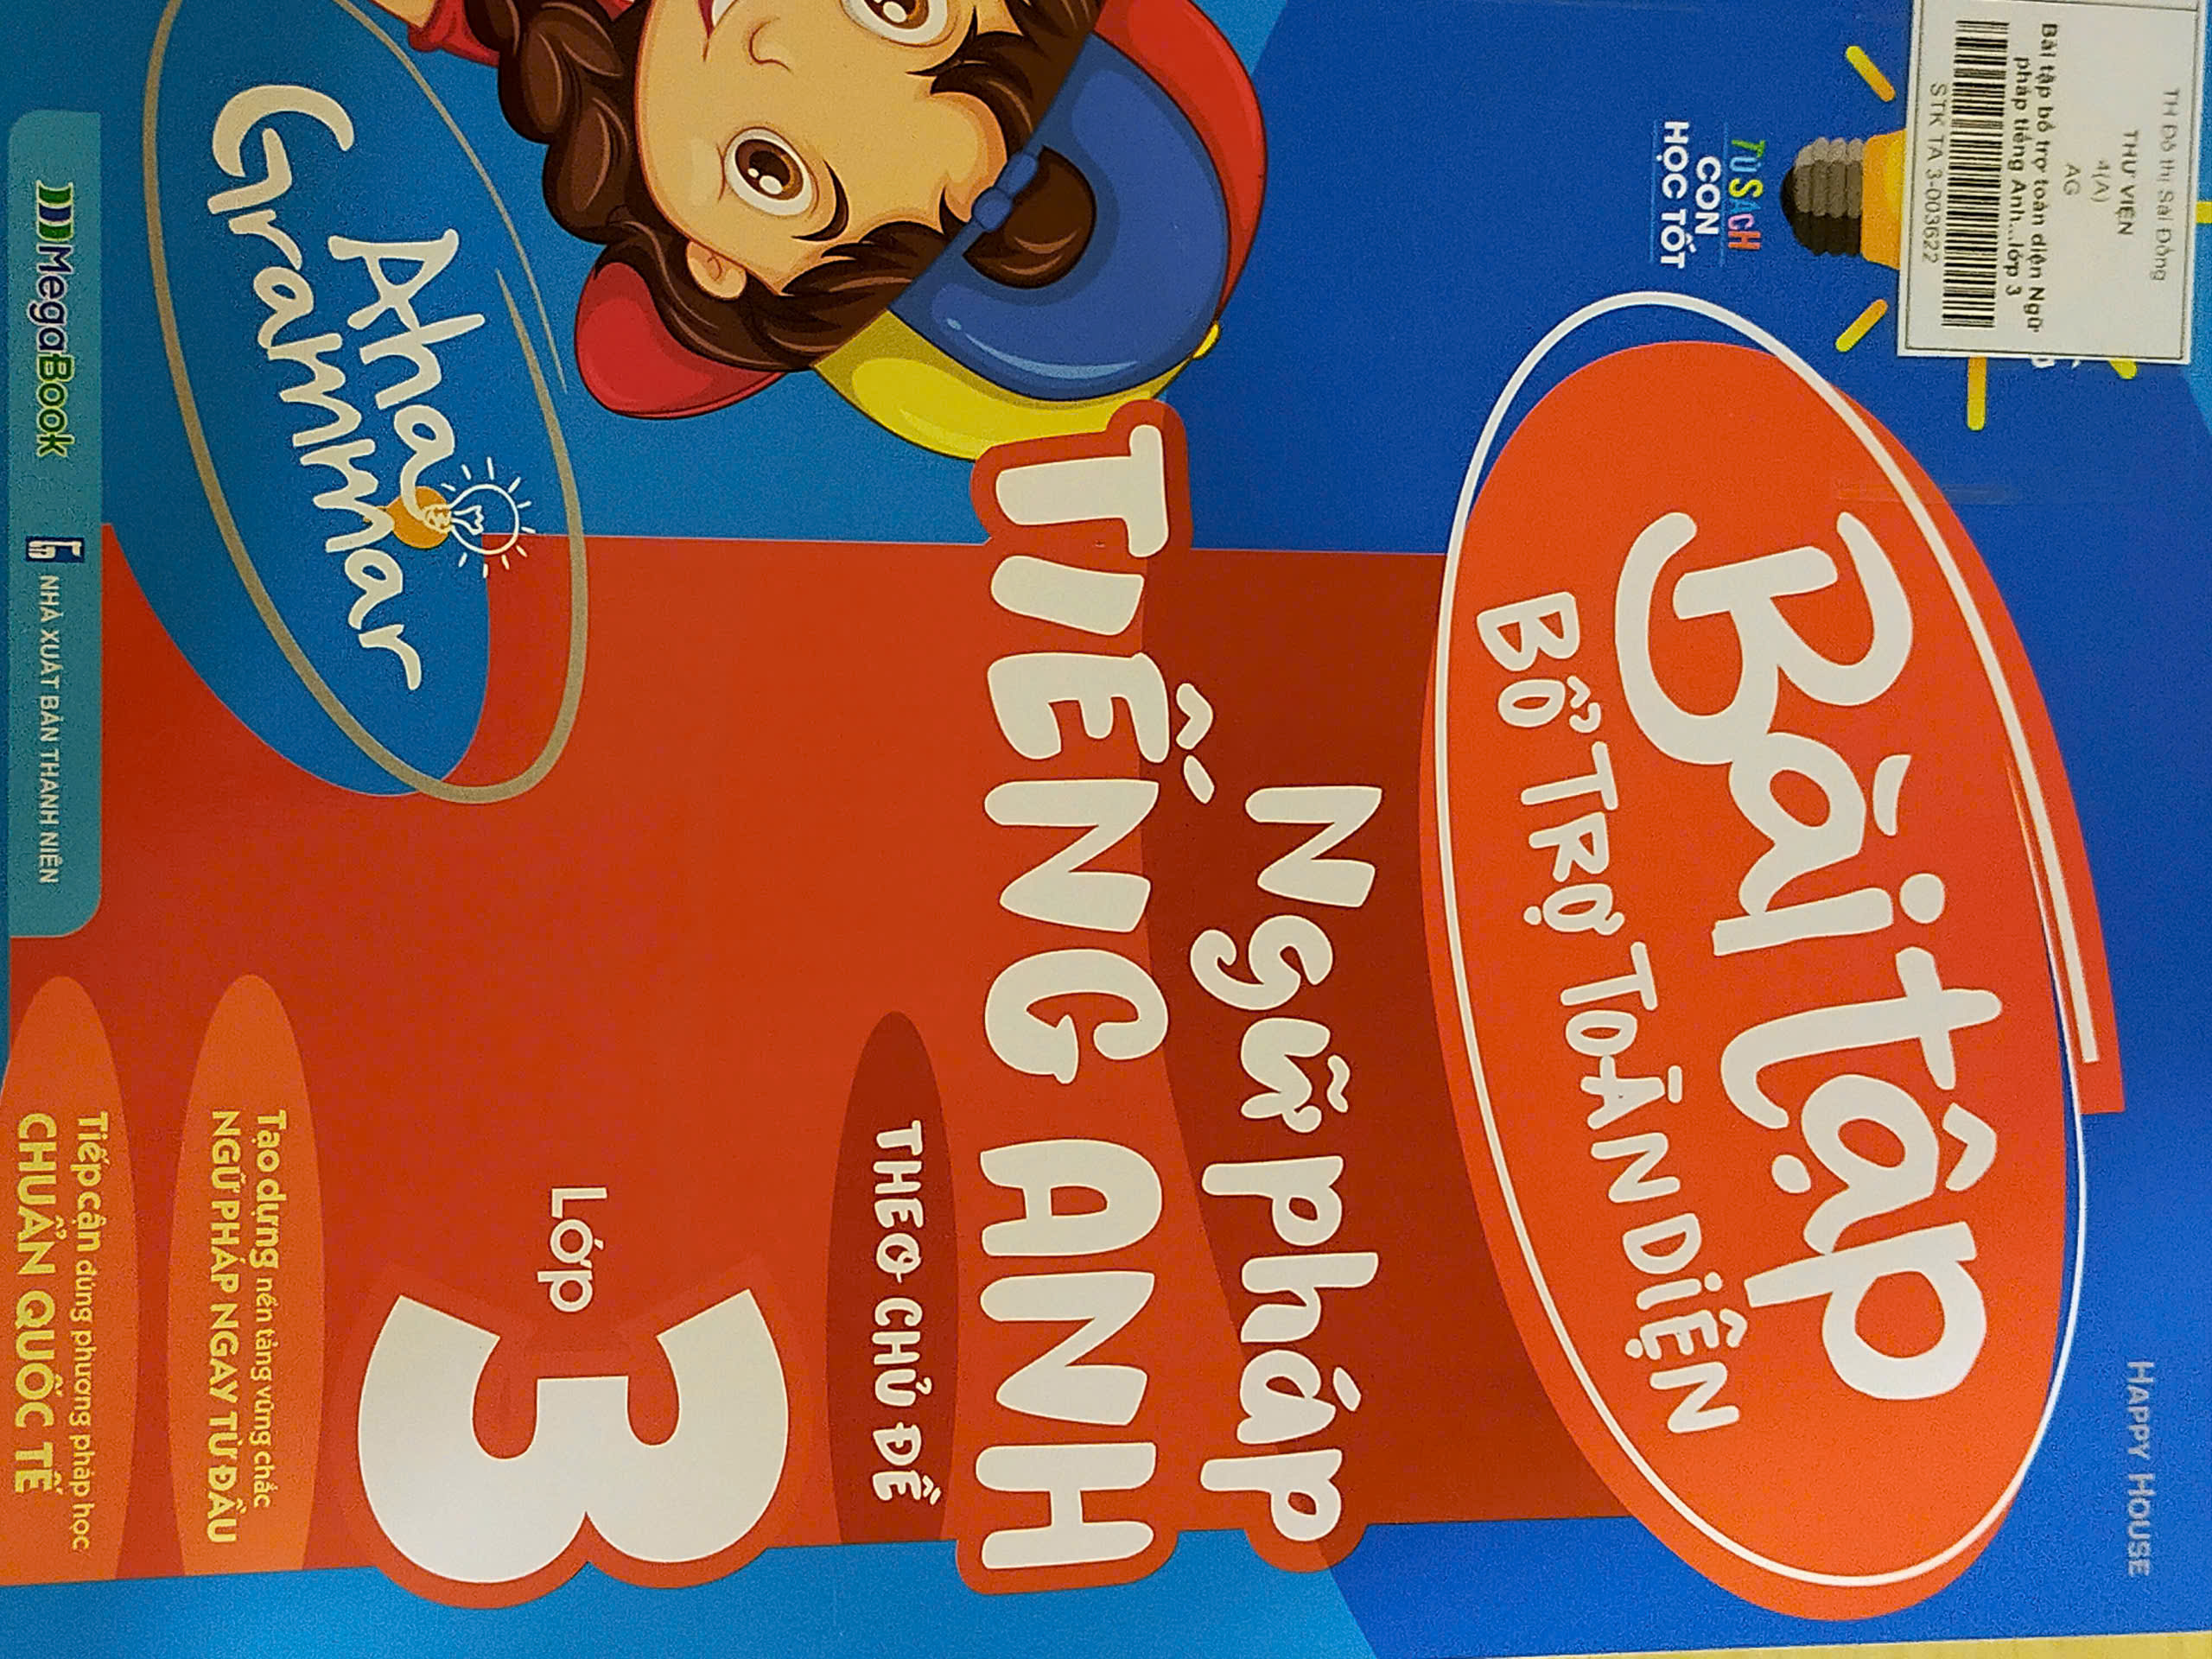 HAPPY HOUSE
TH Đô thị Sài Đồng
THƯ VIỆN
4(A)
AG
Bài tập bổ trợ toàn diện Ngữ
pháp tiếng Anh...lớp 3
STK TA 3-003622
TỦ SÁCH
CON
HỌC TỐT
Bài tập
BỔ TRỢ TOÀN DIỆN
Ngữ pháp
TIẾNG ANH
THEO CHỦ ĐỀ
Lớp
3
Aha
Grammar
Tạo dựng nền tảng vững chắc
NGỮ PHÁP NGAY TỪ ĐẦU
Tiếp cận đúng phương pháp học
CHUẨN QUỐC TẾ
MegaBook
NHÀ XUẤT BẢN THANH NIÊN